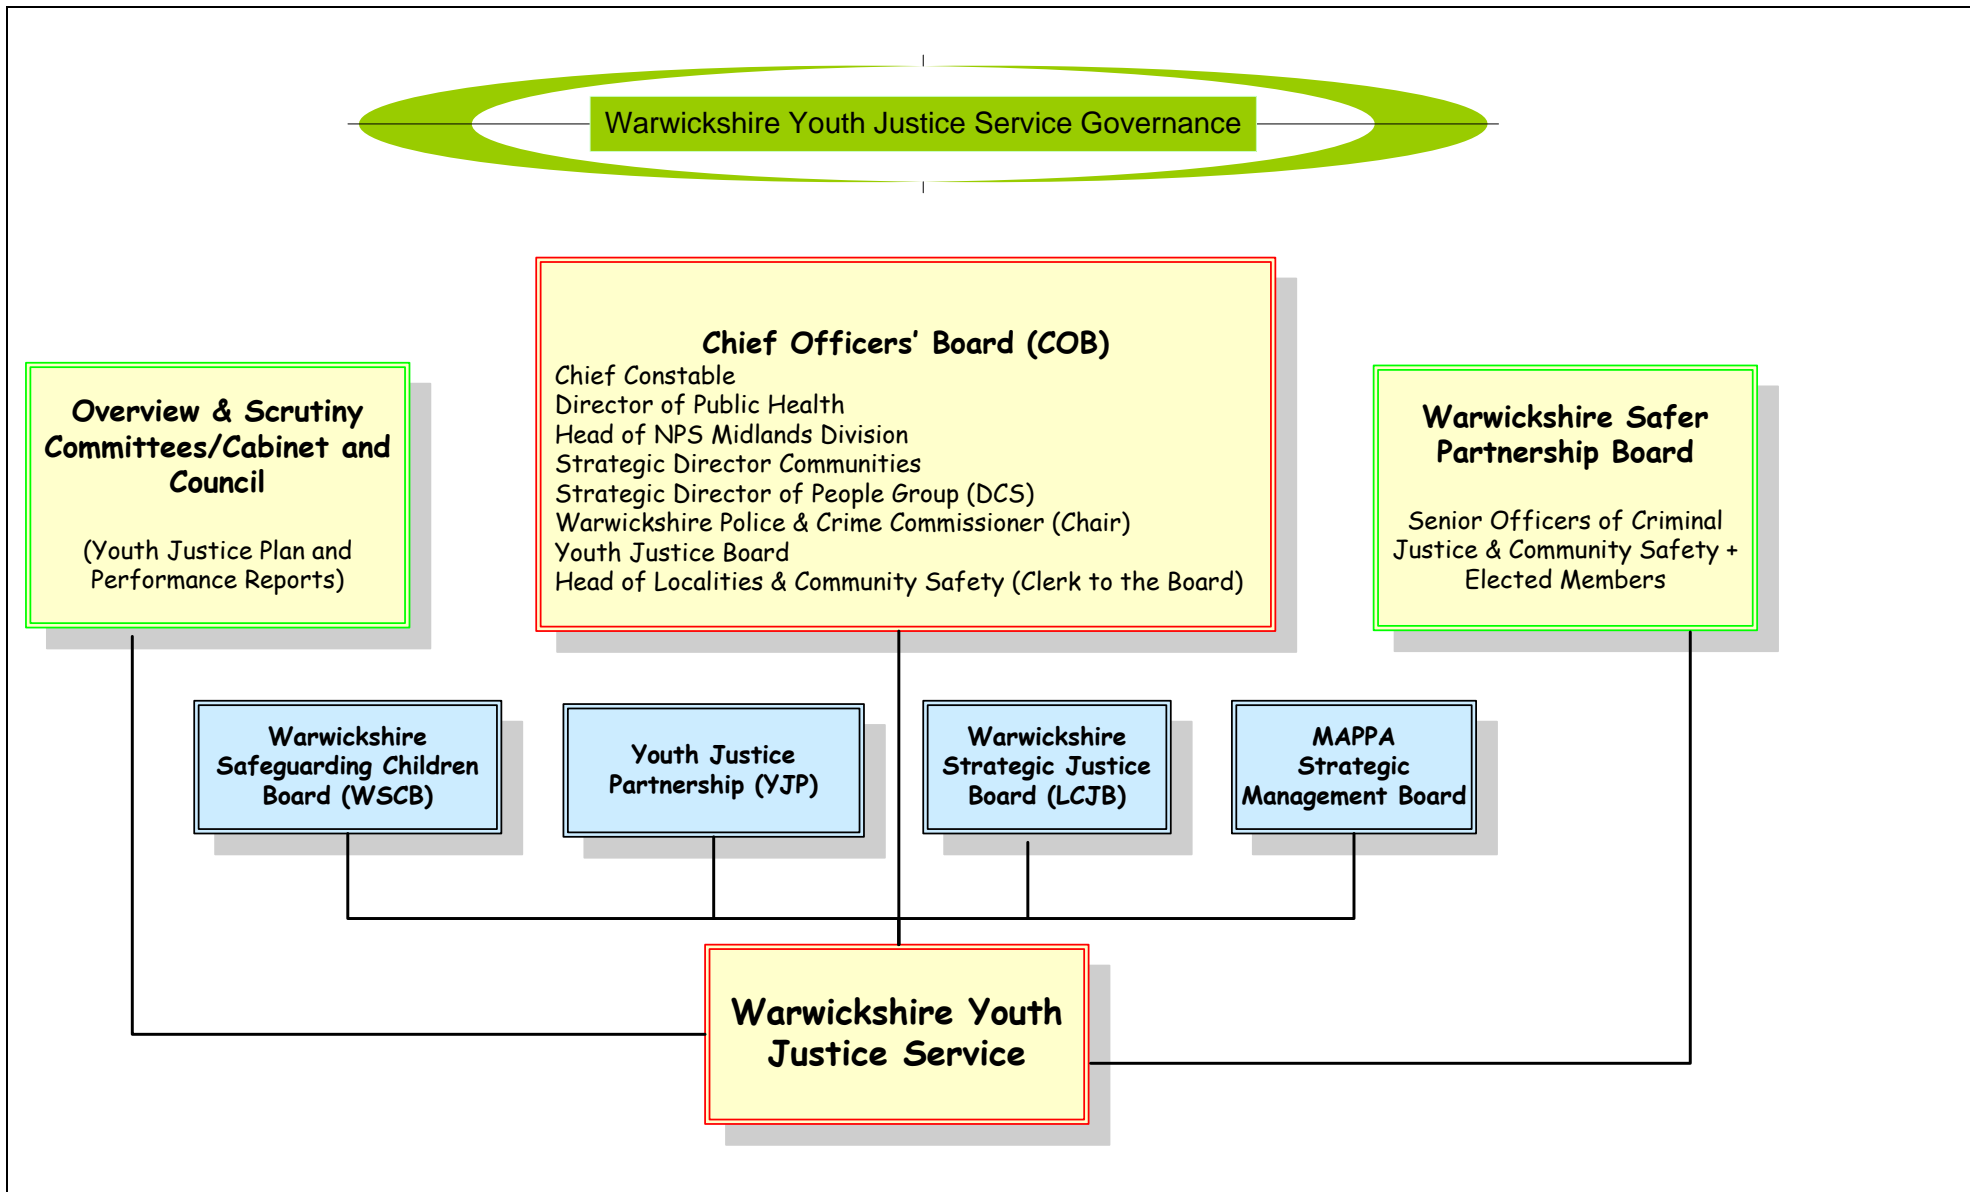 Warwickshire Youth Justice Service Governance
Chief Officers’ Board (COB)
Chief Constable
Director of Public Health
Head of NPS Midlands Division
Strategic Director Communities
Strategic Director of People Group (DCS)
Warwickshire Police & Crime Commissioner (Chair)
Youth Justice Board
Head of Localities & Community Safety (Clerk to the Board)
Overview & Scrutiny
Committees/Cabinet and
Council
(Youth Justice Plan and
Performance Reports)
Warwickshire Safer
Partnership Board
Senior Officers of Criminal
Justice & Community Safety +
Elected Members
Warwickshire
Safeguarding Children
Board (WSCB)
Youth Justice
Partnership (YJP)
Warwickshire
Strategic Justice
Board (LCJB)
MAPPA
Strategic
Management Board
Warwickshire Youth
Justice Service